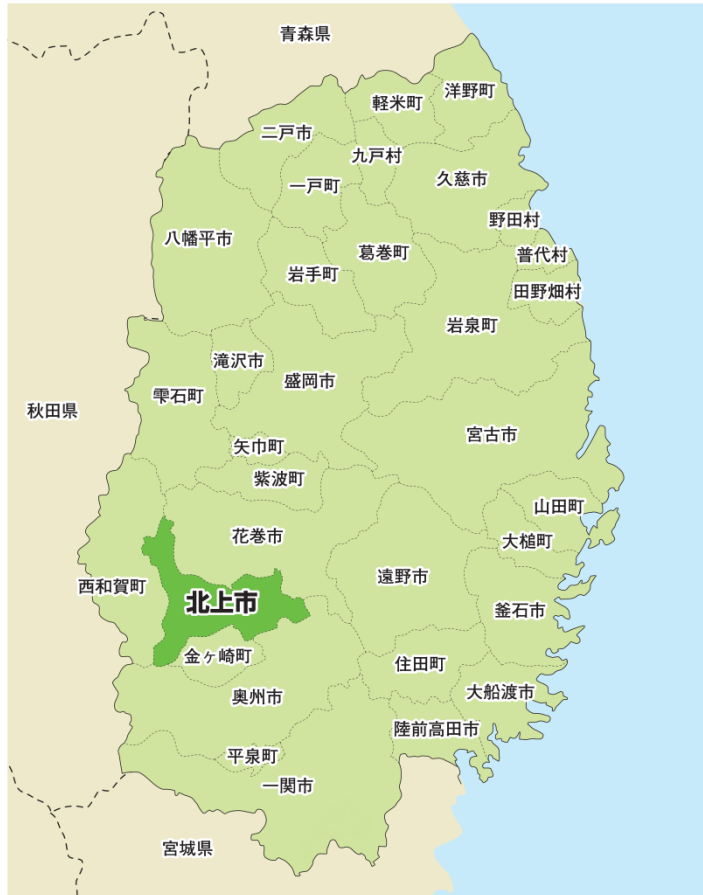 青森県
洋野町
軽米町
二戸市
九戸村
久慈市
一戸町
野田村
八幡平市
葛巻町
普代村
岩手町
田野畑村
岩泉町
滝沢市
盛岡市
雫石町
秋田県
宮古市
矢巾町
紫波町
山田町
花巻市
大槌町
遠野市
西和賀町
北上市
釜石市
金ヶ崎町
住田町
大船渡市
奥州市
陸前高田市
平泉町
一関市
宮城県